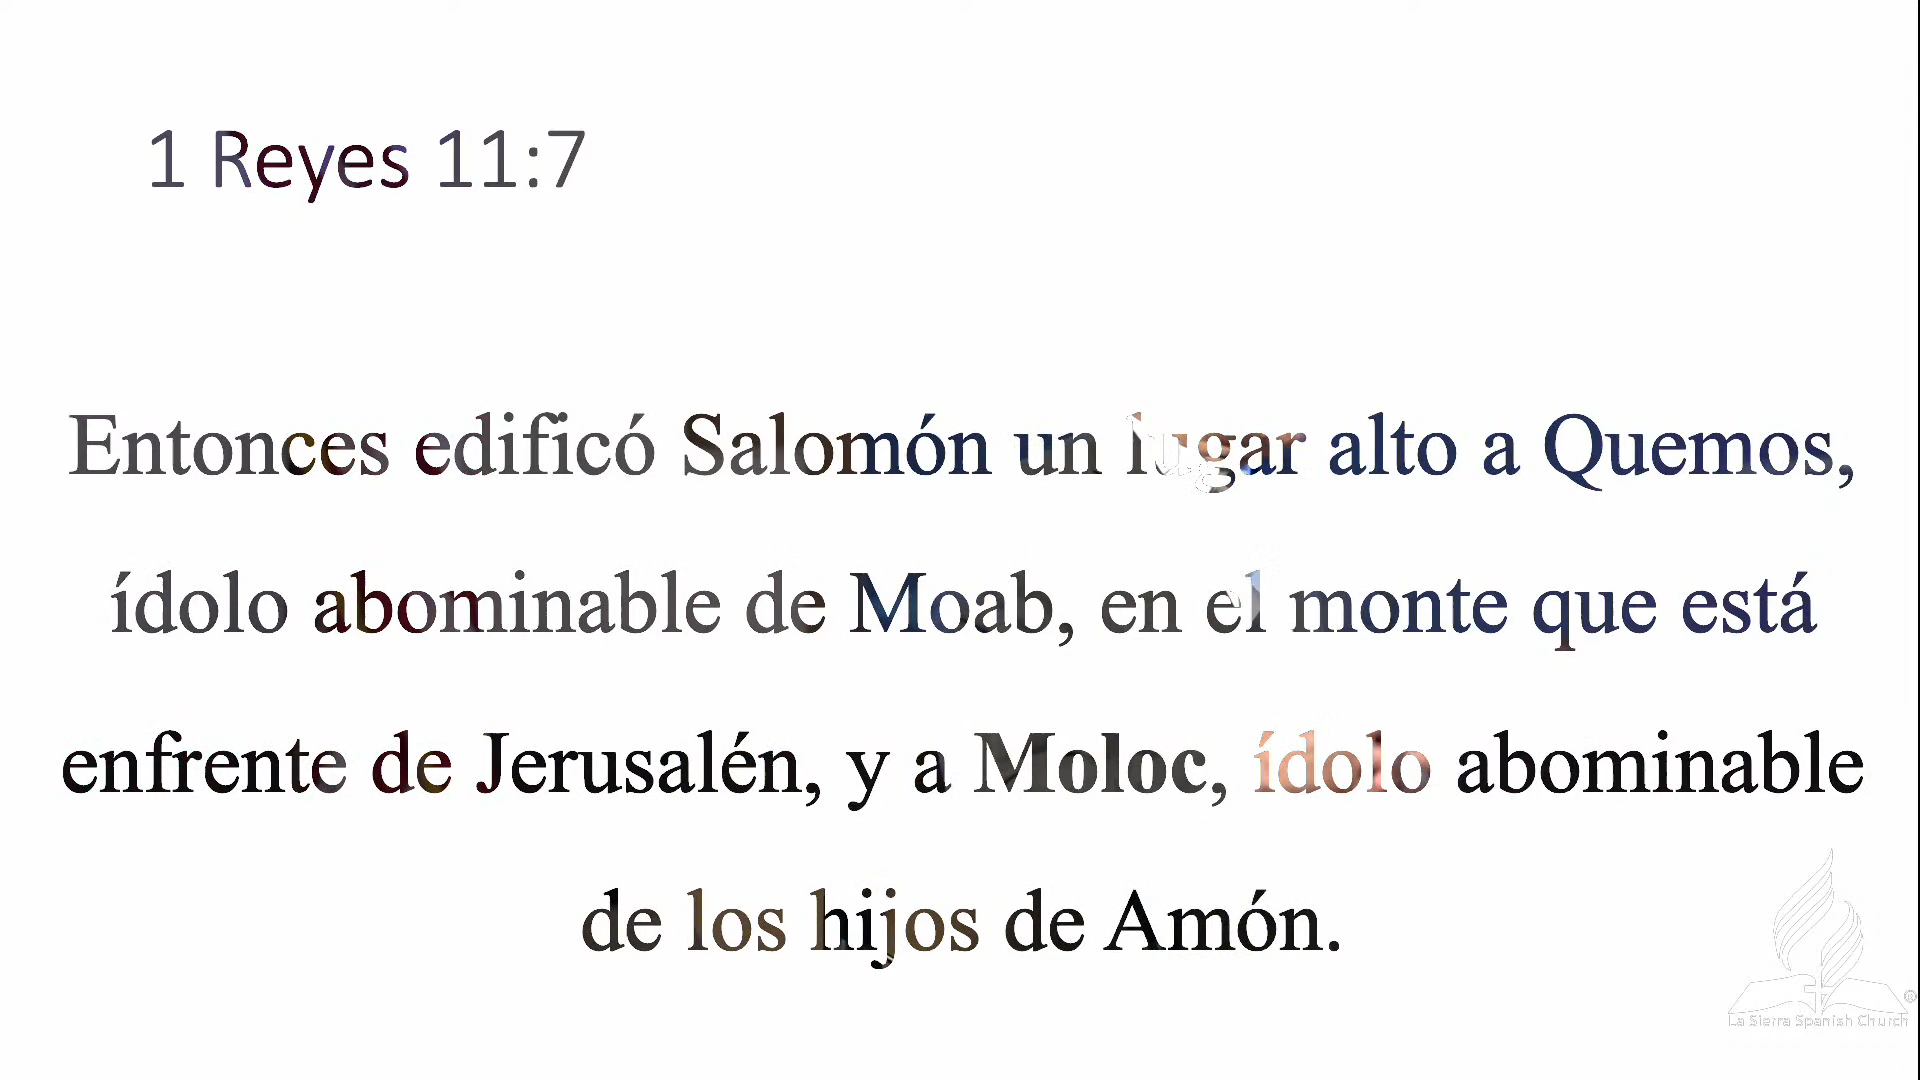 1 Reyes 11:7
Entonces edificó Salomón un lugar alto a Quemos,
ídolo abominable de Moab, en el monte que está
enfrente de Jerusalén, y a Moloc, ídolo abominable
de los hijos de Amón.
®
La Sierra Spanish Church